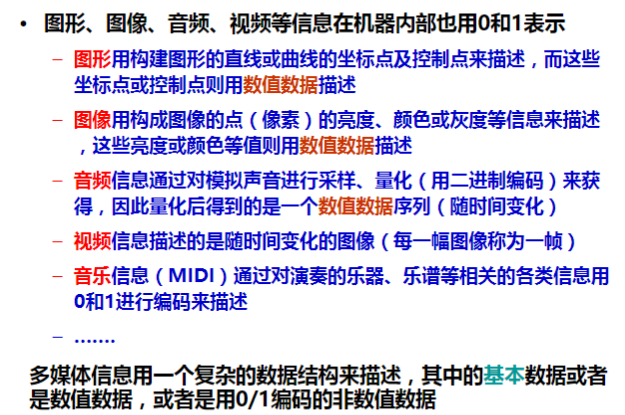 • 图形、图像、音频、视频等信息在机器内部也用0和1表示
– 图形用构建图形的直线或曲线的坐标点及控制点来描述，而这些
坐标点或控制点则用数值数据描述
– 图像用构成图像的点（像素）的亮度、颜色或灰度等信息来描述
，这些亮度或颜色等值则用数值数据描述
– 音频信息通过对模拟声音进行采样、量化（用二进制编码）来获
得，因此量化后得到的是一个数值数据序列（随时间变化）
– 视频信息描述的是随时间变化的图像（每一幅图像称为一帧）
– 音乐信息（MIDI）通过对演奏的乐器、乐谱等相关的各类信息用
0和1进行编码来描述
– .......
多媒体信息用一个复杂的数据结构来描述，其中的基本数据或者
是数值数据，或者是用0/1编码的非数值数据